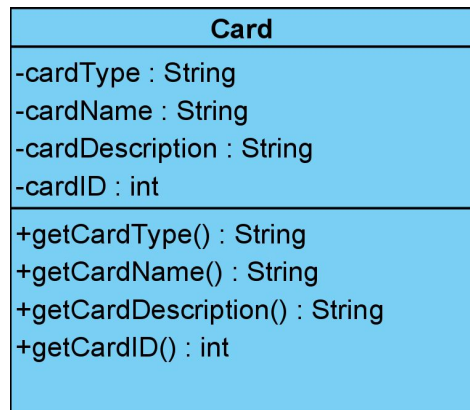 Card
-cardType : String
-cardName : String
-cardDescription : String
-cardID : int
+getCardType() : String
+getCardName() : String
+getCardDescription() : String
+getCardID() : int